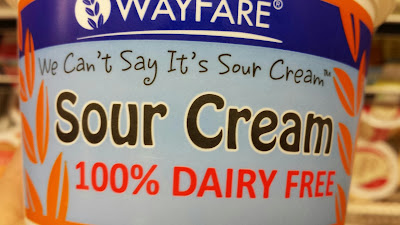 WAYFARE®
We Can't Say It's Sour Cream™
Sour Cream
100% DAIRY FREE